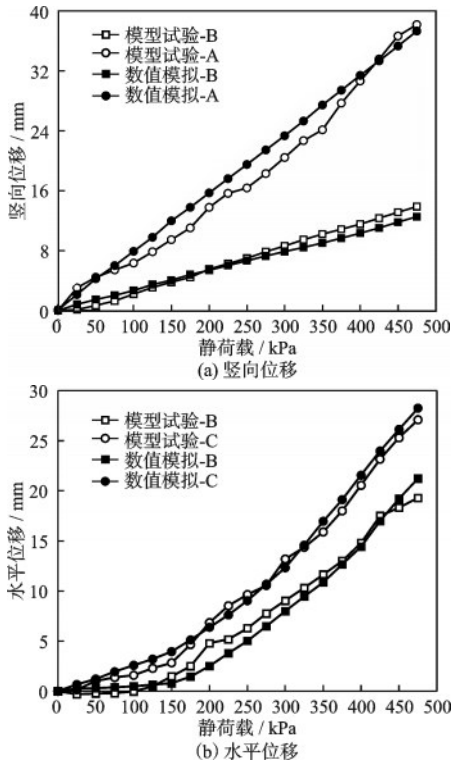 40
32
24
16
8
0
竖向位移 / mm
模型试验-B
模型试验-A
数值模拟-B
数值模拟-A
0 50 100 150 200 250 300 350 400 450 500
静荷载 / kPa
(a) 竖向位移
30
25
20
15
10
5
0
水平位移 / mm
模型试验-B
模型试验-C
数值模拟-B
数值模拟-C
0 50 100 150 200 250 300 350 400 450 500
静荷载 / kPa
(b) 水平位移